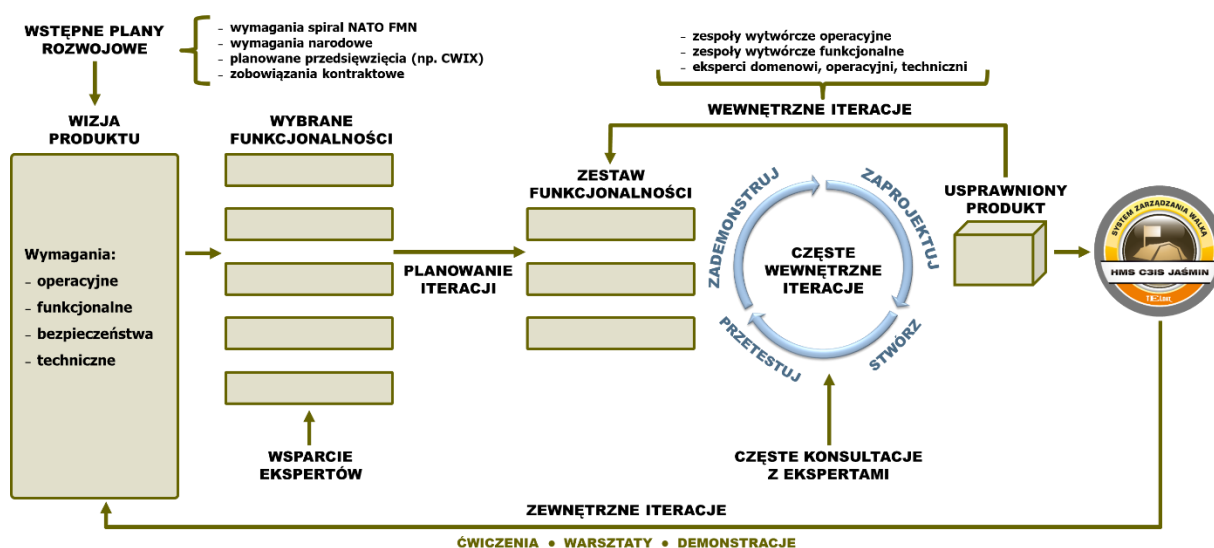 WSTĘPNE PLANY
ROZWOJOWE
- wymagania spiral NATO FMN
- wymagania narodowe
- planowane przedsięwzięcia (np. CWIX)
- zobowiązania kontraktowe
- zespoły wytwórcze operacyjne
- zespoły wytwórcze funkcjonalne
- eksperci domenowi, operacyjni, techniczni
WEWNĘTRZNE ITERACJE
WIZJA
PRODUKTU
WYBRANE
FUNKCJONALNOŚCI
ZESTAW
FUNKCJONALNOŚCI
ZADEMONSTRUJ
ZAPROJEKTUJ
STWÓRZ
PRZETESTUJ
CZĘSTE
WEWNĘTRZNE
ITERACJE
USPRAWNIONY
PRODUKT
SYSTEM ZARZĄDZANIA WALKĄ
HMS C3IS JAŚMIN
Wymagania:
- operacyjne
- funkcjonalne
- bezpieczeństwa
- techniczne
PLANOWANIE
ITERACJI
WSPARCIE
EKSPERTÓW
CZĘSTE KONSULTACJE
Z EKSPERTAMI
ZEWNĘTRZNE ITERACJE
ĆWICZENIA ● WARSZTATY ● DEMONSTRACJE